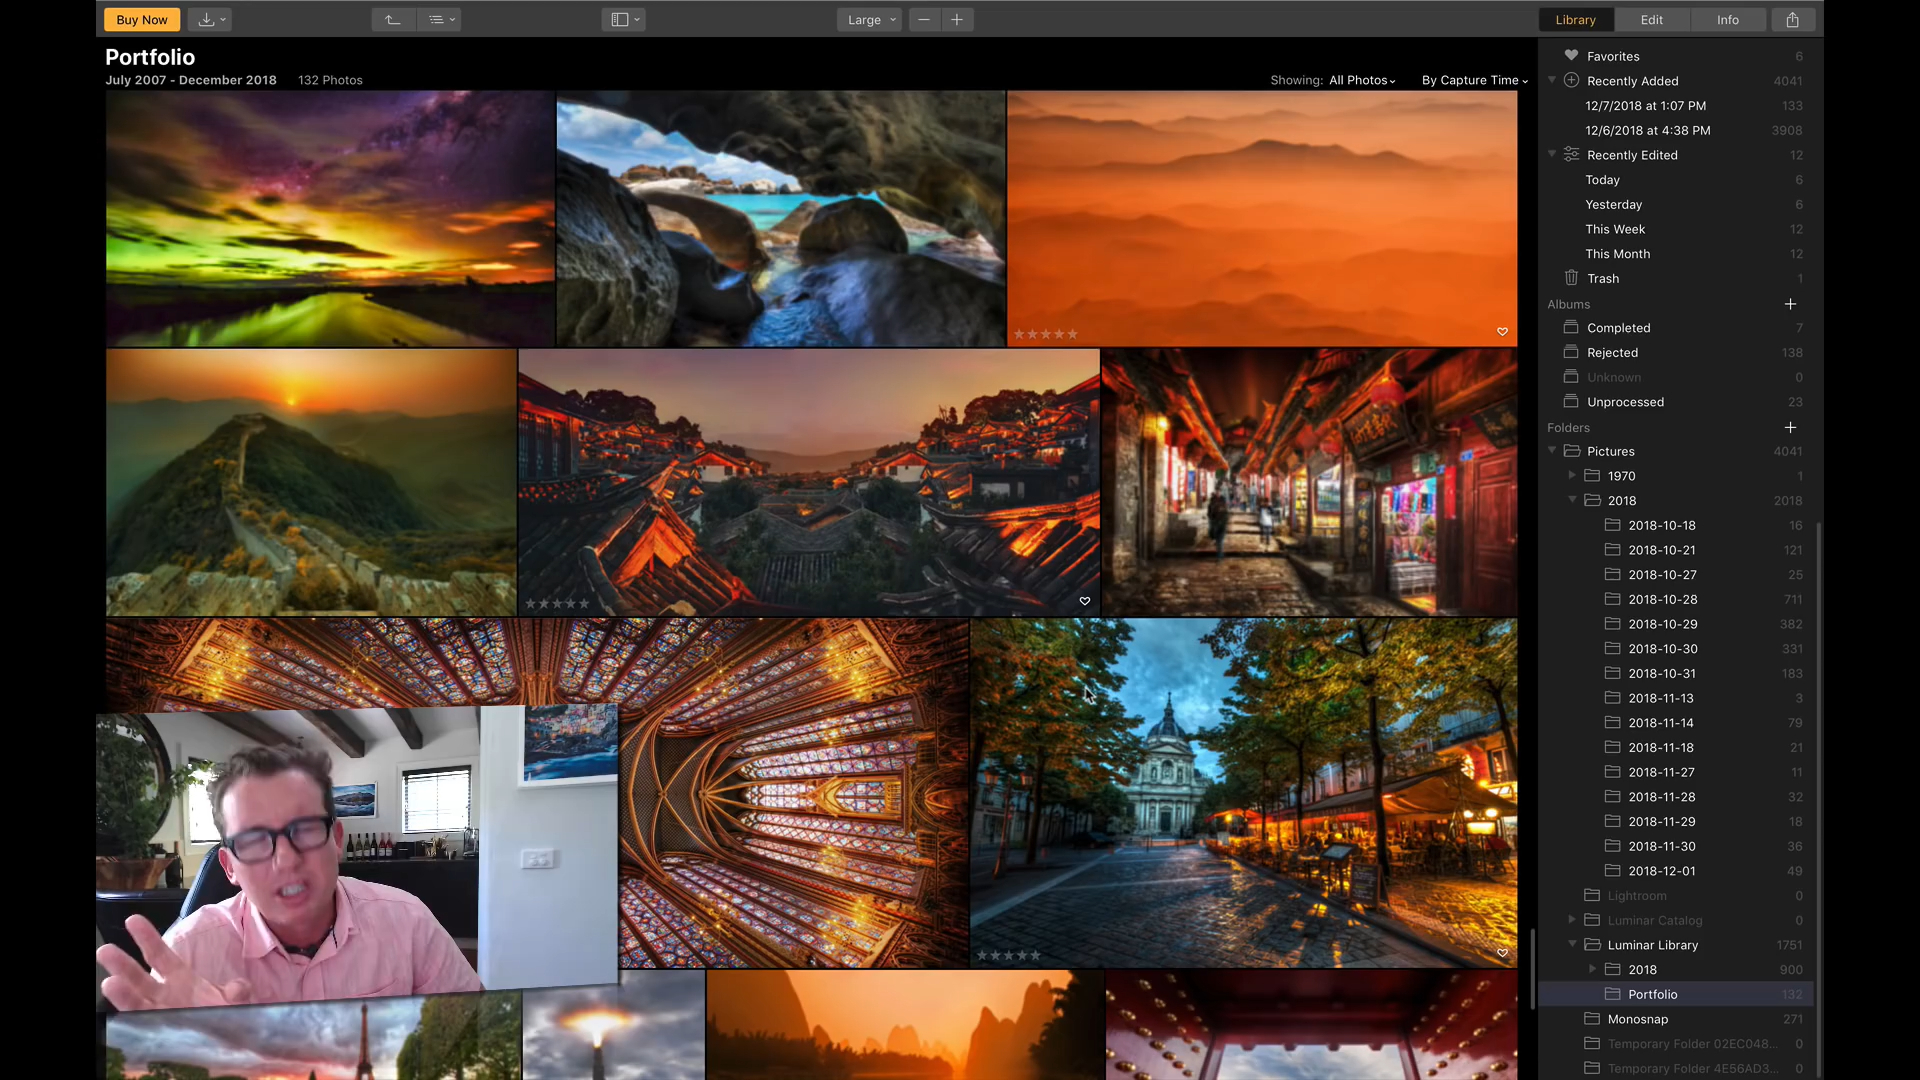 Buy Now
Large
Library
Edit
Info
Portfolio
July 2007 - December 2018
132 Photos
Showing: All Photos
By Capture Time
Favorites 6
Recently Added 4041
12/7/2018 at 1:07 PM 133
12/6/2018 at 4:38 PM 3908
Recently Edited 12
Today 6
Yesterday 6
This Week 12
This Month 12
Trash 1
Albums
Completed 7
Rejected 138
Unknown 0
Unprocessed 23
Folders
Pictures 4041
1970 1
2018 2018
2018-10-18 16
2018-10-21 121
2018-10-27 25
2018-10-28 711
2018-10-29 382
2018-10-30 331
2018-10-31 183
2018-11-13 3
2018-11-14 79
2018-11-18 21
2018-11-27 11
2018-11-28 32
2018-11-29 18
2018-11-30 36
2018-12-01 49
Lightroom 0
Luminar Catalog 0
Luminar Library 1751
2018 900
Portfolio 132
Monosnap 271
Temporary Folder 02EC048... 0
Temporary Folder 4E56AD3... 0